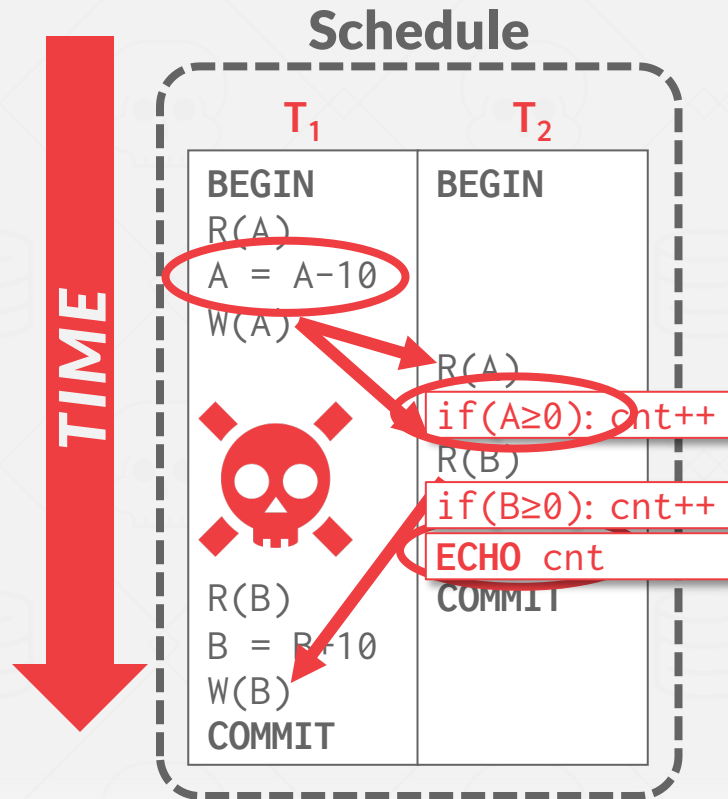 Schedule
TIME
T₁
T₂
BEGIN
R(A)
A = A-10
W(A)
R(B)
B = B+10
W(B)
COMMIT
BEGIN
R(A)
if(A≥0): cnt++
R(B)
if(B≥0): cnt++
ECHO cnt
COMMIT